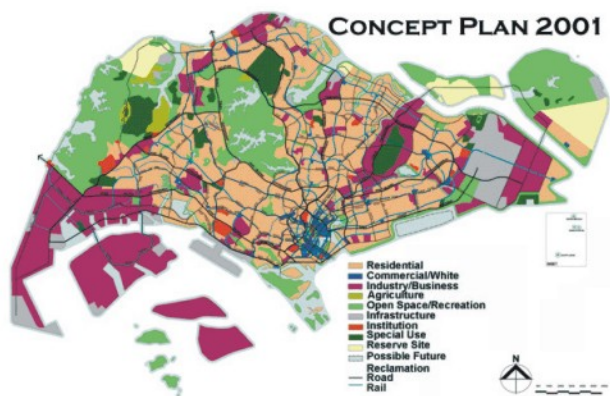 CONCEPT PLAN 2001
Residential
Commercial/White
Industry/Business
Agriculture
Open Space/Recreation
Infrastructure
Institution
Special Use
Reserve Site
Possible Future
Reclamation
Road
Rail
N